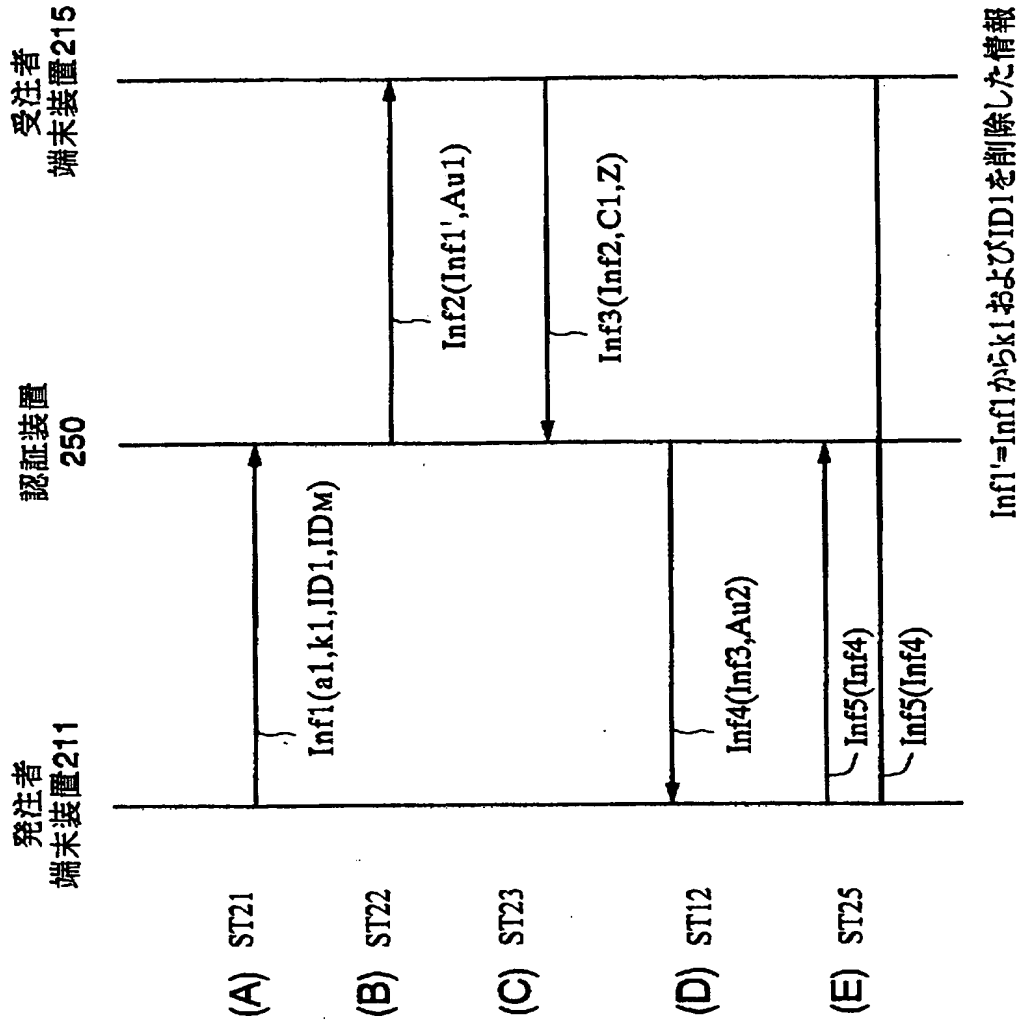 発注者
端末装置211
認証装置
250
受注者
端末装置215
(A) ST21
Inf1(a1,k1,ID1,IDM)
(B) ST22
Inf2(Inf1',Au1)
(C) ST23
Inf3(Inf2,C1,Z)
(D) ST12
Inf4(Inf3,Au2)
(E) ST25
Inf5(Inf4)
Inf5(Inf4)
Inf1'=Inf1からk1およびID1を削除した情報